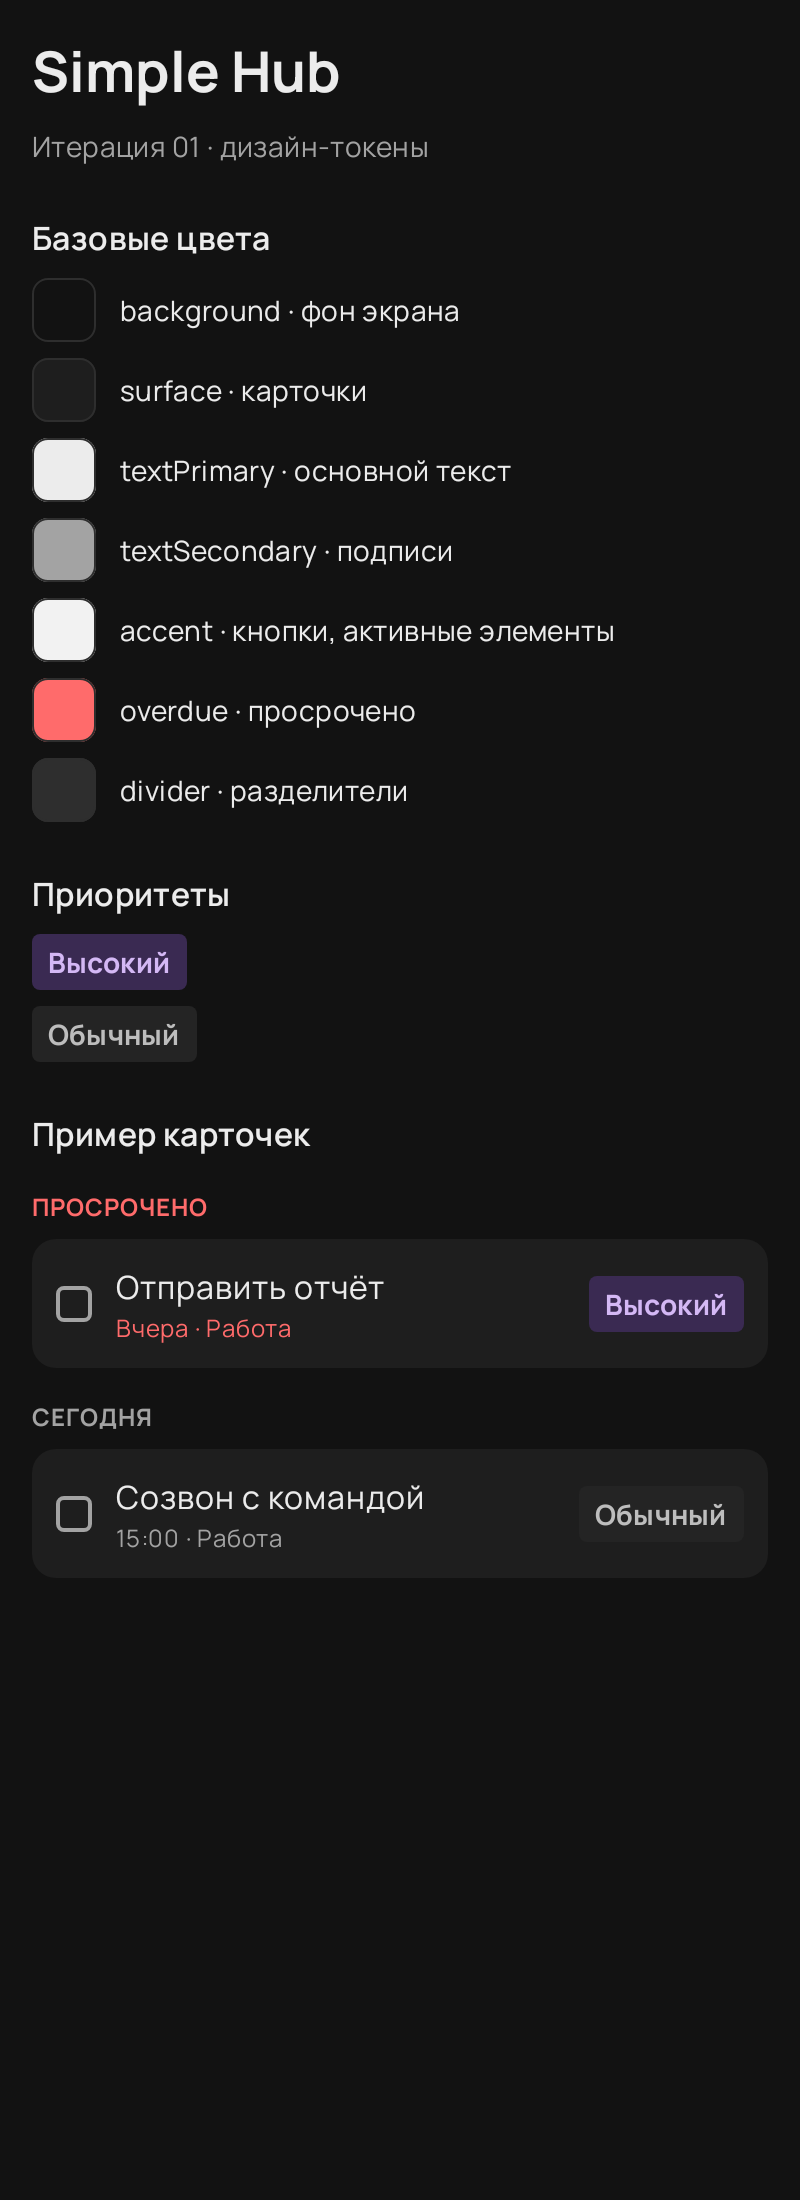 Simple Hub
Итерация 01 · дизайн-токены
Базовые цвета
background · фон экрана
surface · карточки
textPrimary · основной текст
textSecondary · подписи
accent · кнопки, активные элементы
overdue · просрочено
divider · разделители
Приоритеты
Высокий
Обычный
Пример карточек
ПРОСРОЧЕНО
Отправить отчёт
Вчера · Работа
Высокий
СЕГОДНЯ
Созвон с командой
15:00 · Работа
Обычный